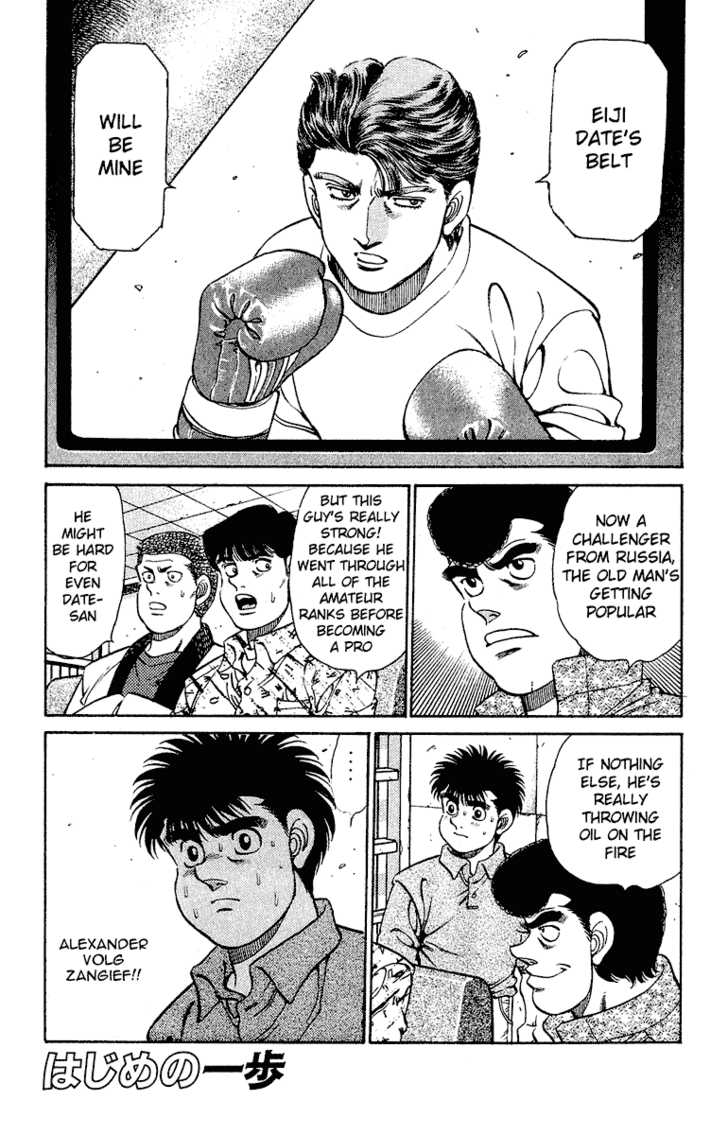 EIJI
DATE'S
BELT
WILL
BE
MINE
NOW A
CHALLENGER
FROM RUSSIA,
THE OLD MAN'S
GETTING
POPULAR
BUT THIS
GUY'S REALLY
STRONG!
BECAUSE HE
WENT THROUGH
ALL OF THE
AMATEUR
RANKS BEFORE
BECOMING
A PRO
HE
MIGHT
BE HARD
FOR
EVEN
DATE-
SAN
IF NOTHING
ELSE, HE'S
REALLY
THROWING
OIL ON THE
FIRE
....
ALEXANDER
VOLG
ZANGIEF!!
はじめの一歩